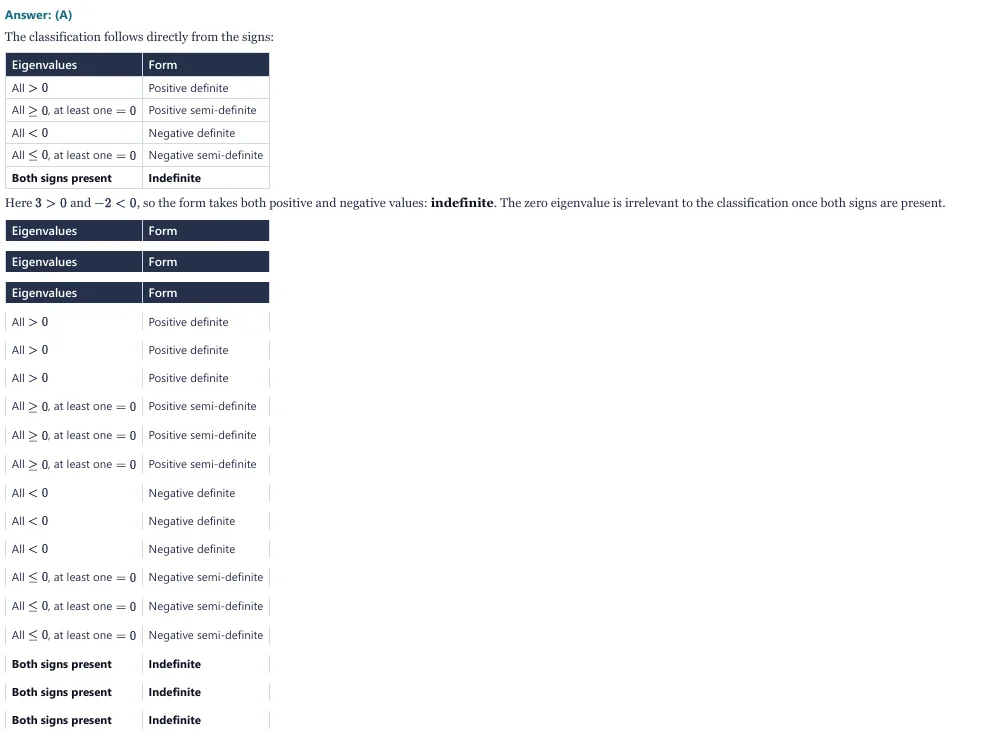 Answer: (A)
The classification follows directly from the signs:
Eigenvalues Form
All > 0 Positive definite
All ≥ 0, at least one = 0 Positive semi-definite
All < 0 Negative definite
All ≤ 0, at least one = 0 Negative semi-definite
Both signs present Indefinite
Here 3 > 0 and −2 < 0, so the form takes both positive and negative values: indefinite. The zero eigenvalue is irrelevant to the classification once both signs are present.
Eigenvalues Form
Eigenvalues Form
Eigenvalues Form
All > 0 Positive definite
All > 0 Positive definite
All > 0 Positive definite
All ≥ 0, at least one = 0 Positive semi-definite
All ≥ 0, at least one = 0 Positive semi-definite
All ≥ 0, at least one = 0 Positive semi-definite
All < 0 Negative definite
All < 0 Negative definite
All < 0 Negative definite
All ≤ 0, at least one = 0 Negative semi-definite
All ≤ 0, at least one = 0 Negative semi-definite
All ≤ 0, at least one = 0 Negative semi-definite
Both signs present Indefinite
Both signs present Indefinite
Both signs present Indefinite